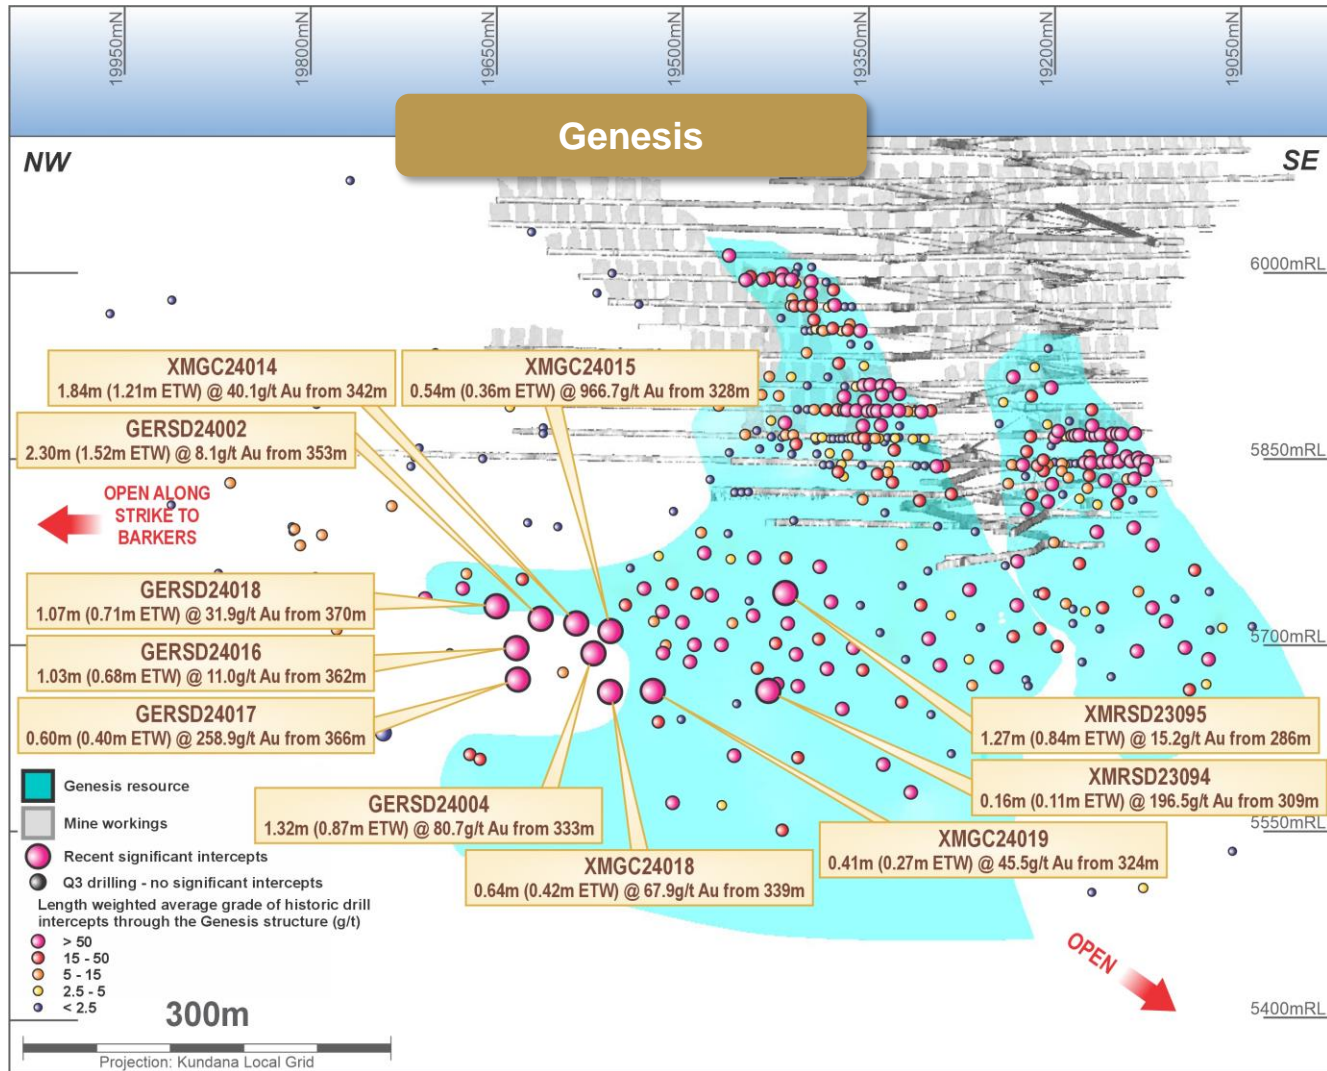 19950mN
19800mN
19650mN
19500mN
19350mN
19200mN
19050mN
Genesis
NW
SE
6000mRL
XMGC24014
1.84m (1.21m ETW) @ 40.1g/t Au from 342m
XMGC24015
0.54m (0.36m ETW) @ 966.7g/t Au from 328m
GERSD24002
2.30m (1.52m ETW) @ 8.1g/t Au from 353m
5850mRL
OPEN ALONG
STRIKE TO
BARKERS
GERSD24018
1.07m (0.71m ETW) @ 31.9g/t Au from 370m
GERSD24016
1.03m (0.68m ETW) @ 11.0g/t Au from 362m
5700mRL
GERSD24017
0.60m (0.40m ETW) @ 258.9g/t Au from 366m
XMRSD23095
1.27m (0.84m ETW) @ 15.2g/t Au from 286m
XMRSD23094
0.16m (0.11m ETW) @ 196.5g/t Au from 309m
GERSD24004
1.32m (0.87m ETW) @ 80.7g/t Au from 333m
5550mRL
XMGC24019
0.41m (0.27m ETW) @ 45.5g/t Au from 324m
XMGC24018
0.64m (0.42m ETW) @ 67.9g/t Au from 339m
Genesis resource
Mine workings
Recent significant intercepts
Q3 drilling - no significant intercepts
Length weighted average grade of historic drill
intercepts through the Genesis structure (g/t)
> 50
15 - 50
5 - 15
2.5 - 5
< 2.5
OPEN
5400mRL
300m
Projection: Kundana Local Grid